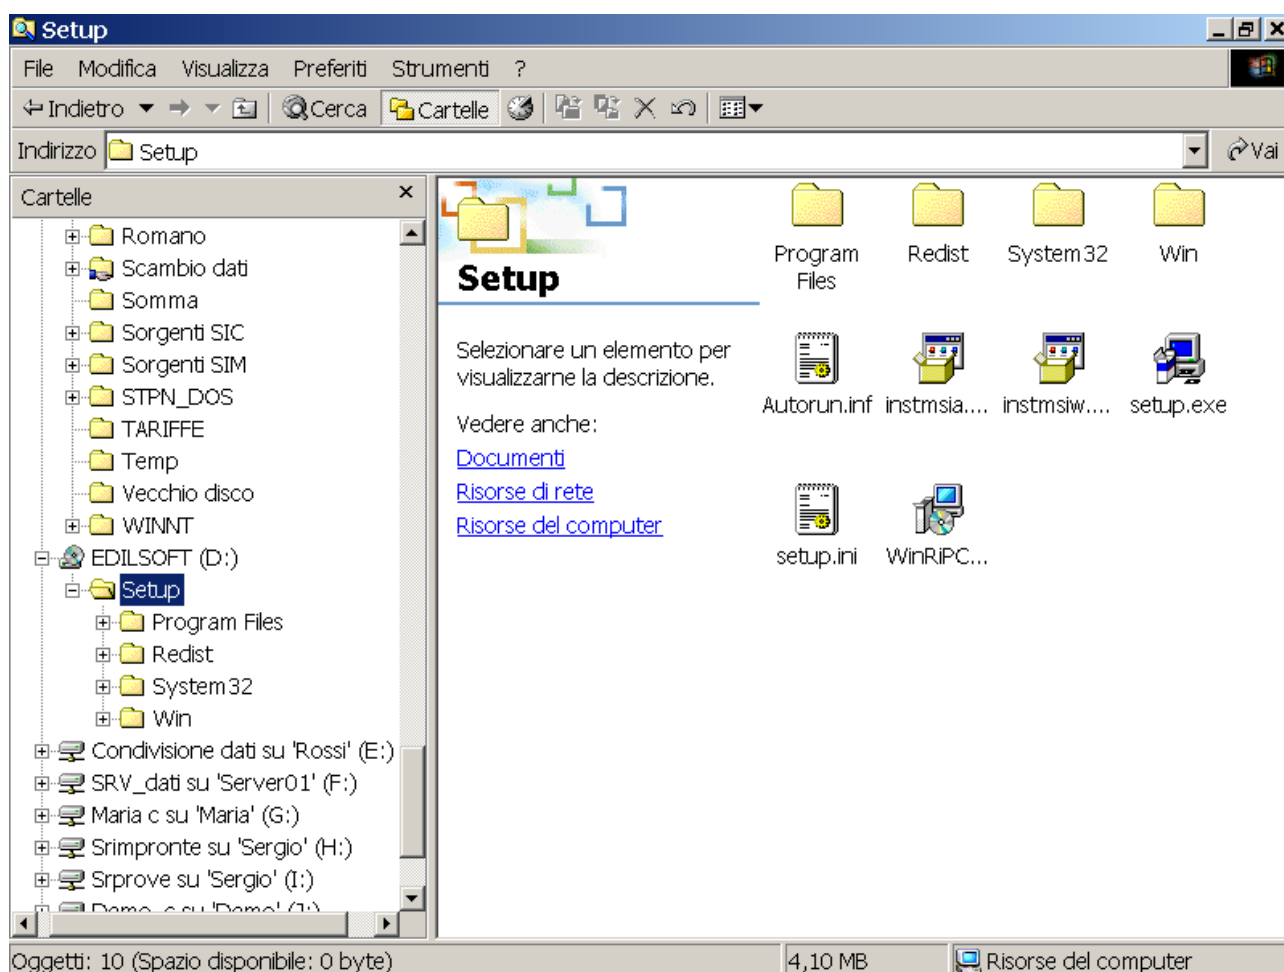 Setup
File Modifica Visualizza Preferiti Strumenti ?
Indietro Cerca Cartelle
Indirizzo Setup Vai
Cartelle
Romano
Scambio dati
Somma
Sorgenti SIC
Sorgenti SIM
STPN_DOS
TARIFFE
Temp
Vecchio disco
WINNT
EDILSOFT (D:)
Setup
Program Files
Redist
System32
Win
Condivisione dati su 'Rossi' (E:)
SRV_dati su 'Server01' (F:)
Maria c su 'Maria' (G:)
Srimpronte su 'Sergio' (H:)
Srprove su 'Sergio' (I:)
Demo_c su 'Demo' (J:)
Setup
Selezionare un elemento per
visualizzarne la descrizione.
Vedere anche:
Documenti
Risorse di rete
Risorse del computer
Program
Files
Redist
System32
Win
Autorun.inf
instmsia....
instmsiw....
setup.exe
setup.ini
WinRiPC...
Oggetti: 10 (Spazio disponibile: 0 byte) 4,10 MB Risorse del computer